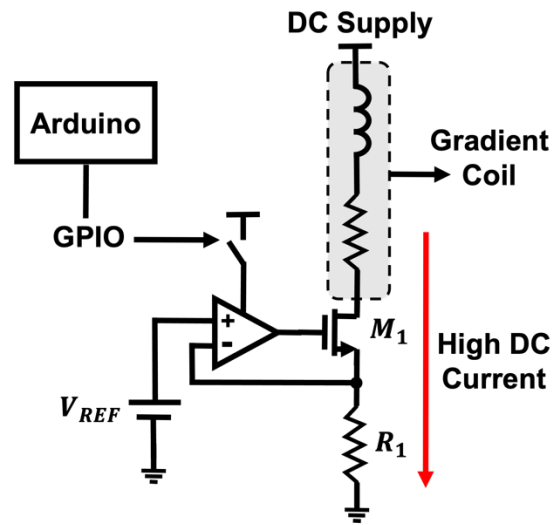 DC Supply
Arduino
Gradient
Coil
GPIO
+
-
M1
High DC
Current
VREF
R1